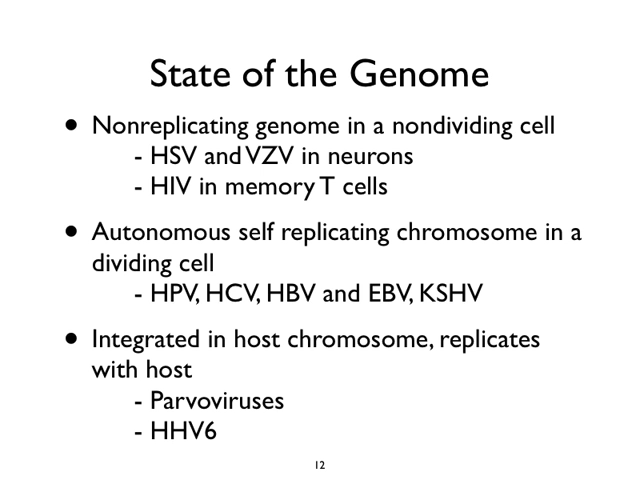 State of the Genome
• Nonreplicating genome in a nondividing cell
- HSV and VZV in neurons
- HIV in memory T cells
• Autonomous self replicating chromosome in a
dividing cell
- HPV, HCV, HBV and EBV, KSHV
• Integrated in host chromosome, replicates
with host
- Parvoviruses
- HHV6
12